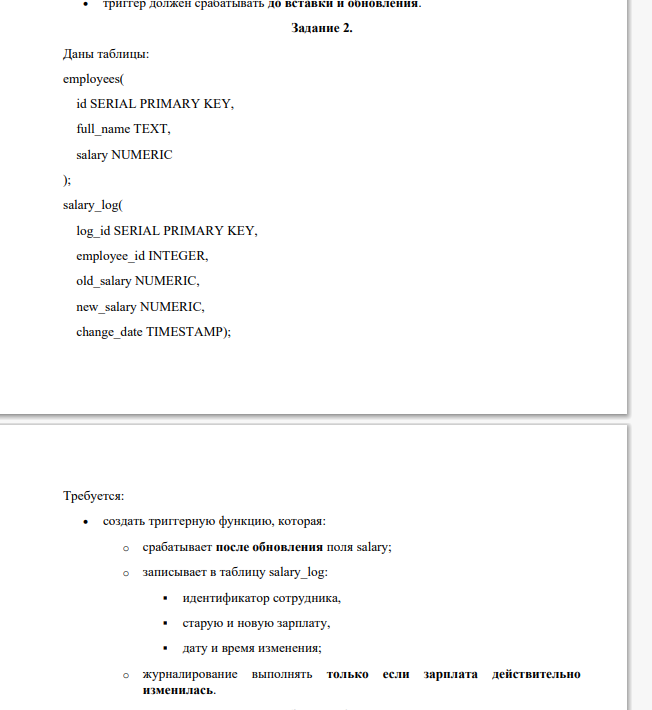 • триггер должен срабатывать до вставки и обновления.
Задание 2.
Даны таблицы:
employees(
id SERIAL PRIMARY KEY,
full_name TEXT,
salary NUMERIC
);
salary_log(
log_id SERIAL PRIMARY KEY,
employee_id INTEGER,
old_salary NUMERIC,
new_salary NUMERIC,
change_date TIMESTAMP);
Требуется:
• создать триггерную функцию, которая:
o срабатывает после обновления поля salary;
o записывает в таблицу salary_log:
▪ идентификатор сотрудника,
▪ старую и новую зарплату,
▪ дату и время изменения;
o журналирование выполнять только если зарплата действительно
изменилась.